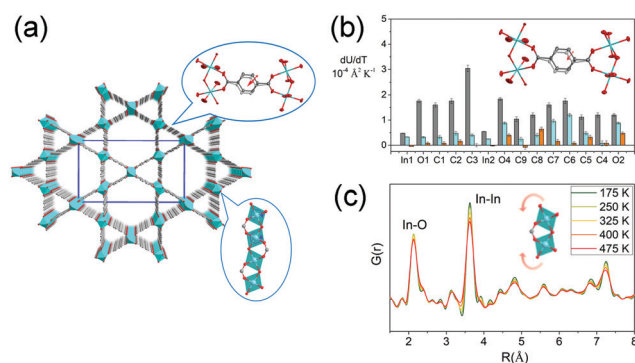 (a)
(b)
dU/dT
10⁻⁴ Å² K⁻¹
5
4
3
2
1
0
In1 O1 C1 C2 C3 In2 O4 C9 C8 C7 C6 C5 C4 O2
(c)
In-O
In-In
175 K
250 K
325 K
400 K
475 K
G(r)
2 3 4 5 6 7 8
R(Å)